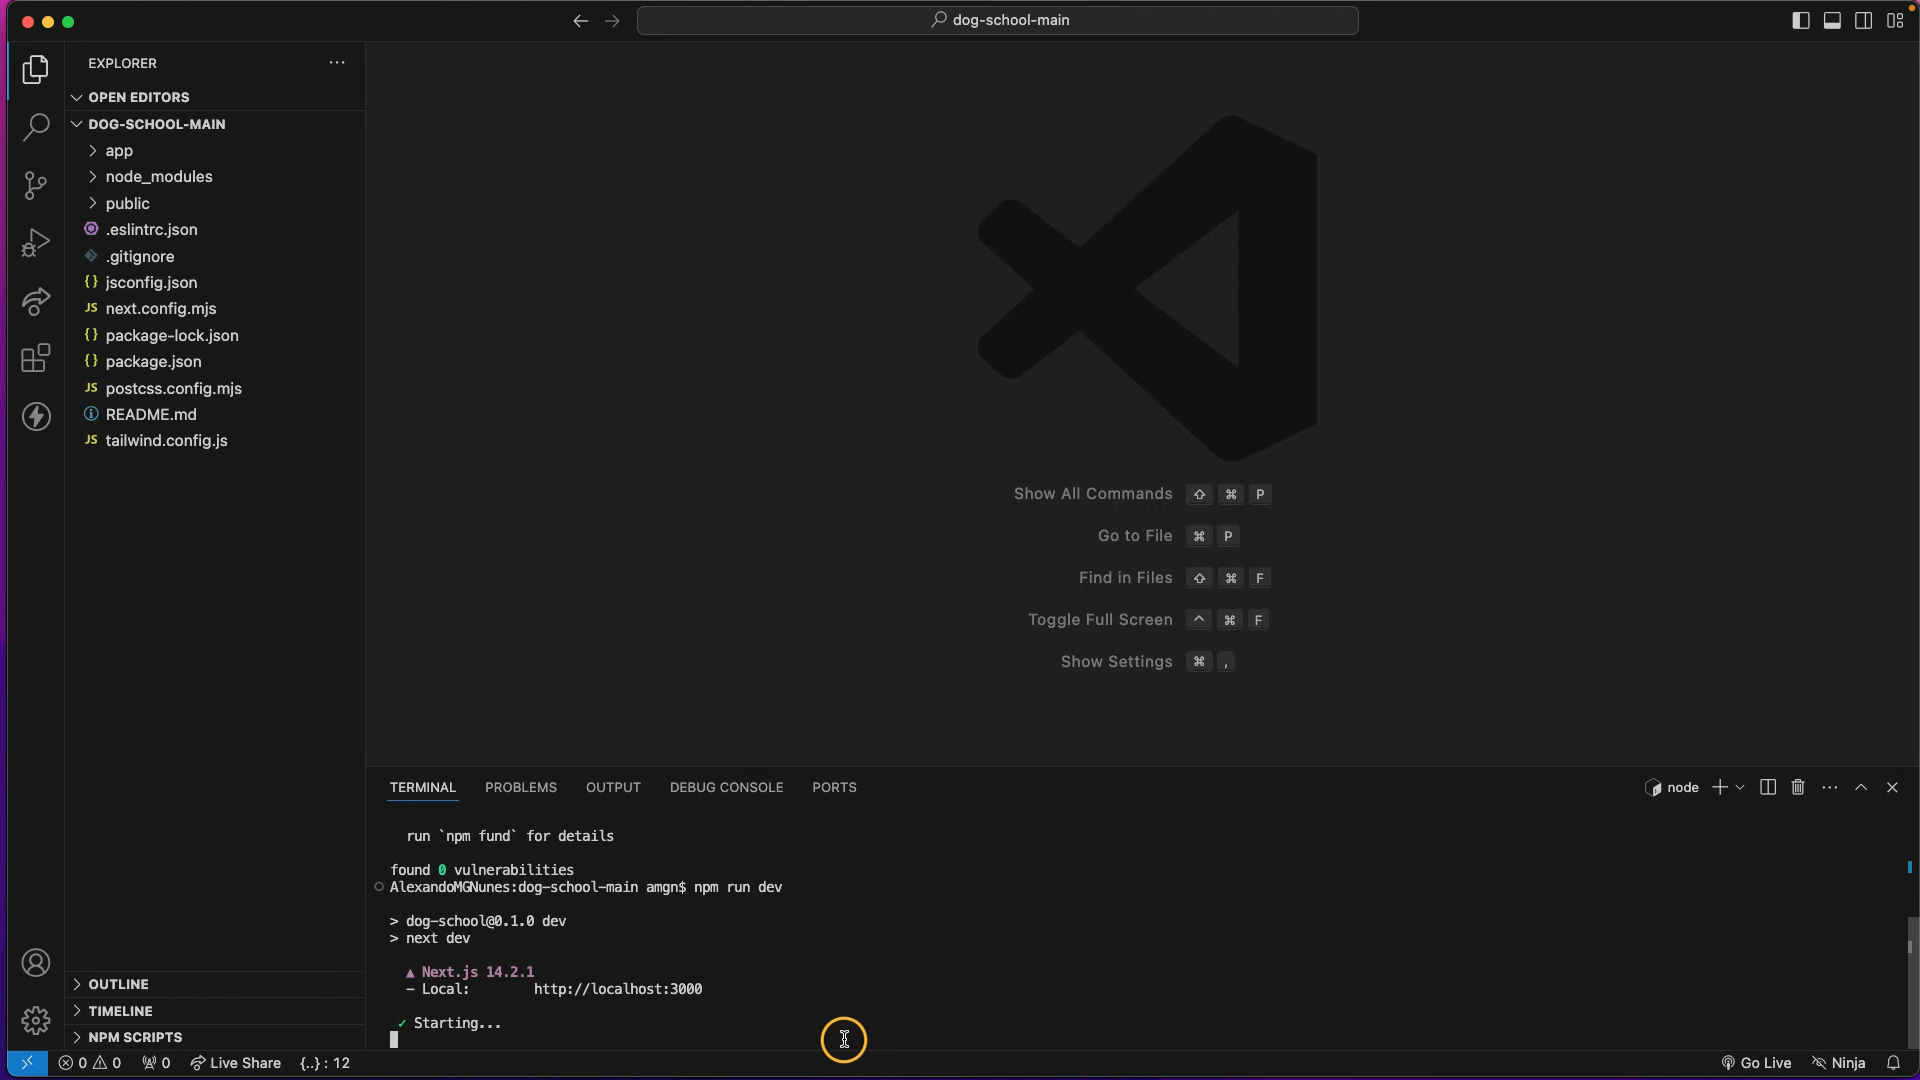 dog-school-main
EXPLORER
OPEN EDITORS
DOG-SCHOOL-MAIN
app
node_modules
public
.eslintrc.json
.gitignore
{} jsconfig.json
JS next.config.mjs
{} package-lock.json
{} package.json
JS postcss.config.mjs
README.md
JS tailwind.config.js
OUTLINE
TIMELINE
NPM SCRIPTS
Show All Commands ⇧ ⌘ P
Go to File ⌘ P
Find in Files ⇧ ⌘ F
Toggle Full Screen ^ ⌘ F
Show Settings ⌘ ,
TERMINAL PROBLEMS OUTPUT DEBUG CONSOLE PORTS
node
run `npm fund` for details
found 0 vulnerabilities
AlexandoMGNunes:dog-school-main amgn$ npm run dev
> dog-school@0.1.0 dev
> next dev
▲ Next.js 14.2.1
- Local: http://localhost:3000
✓ Starting...
0 0 0 Live Share {..} : 12 Go Live Ninja